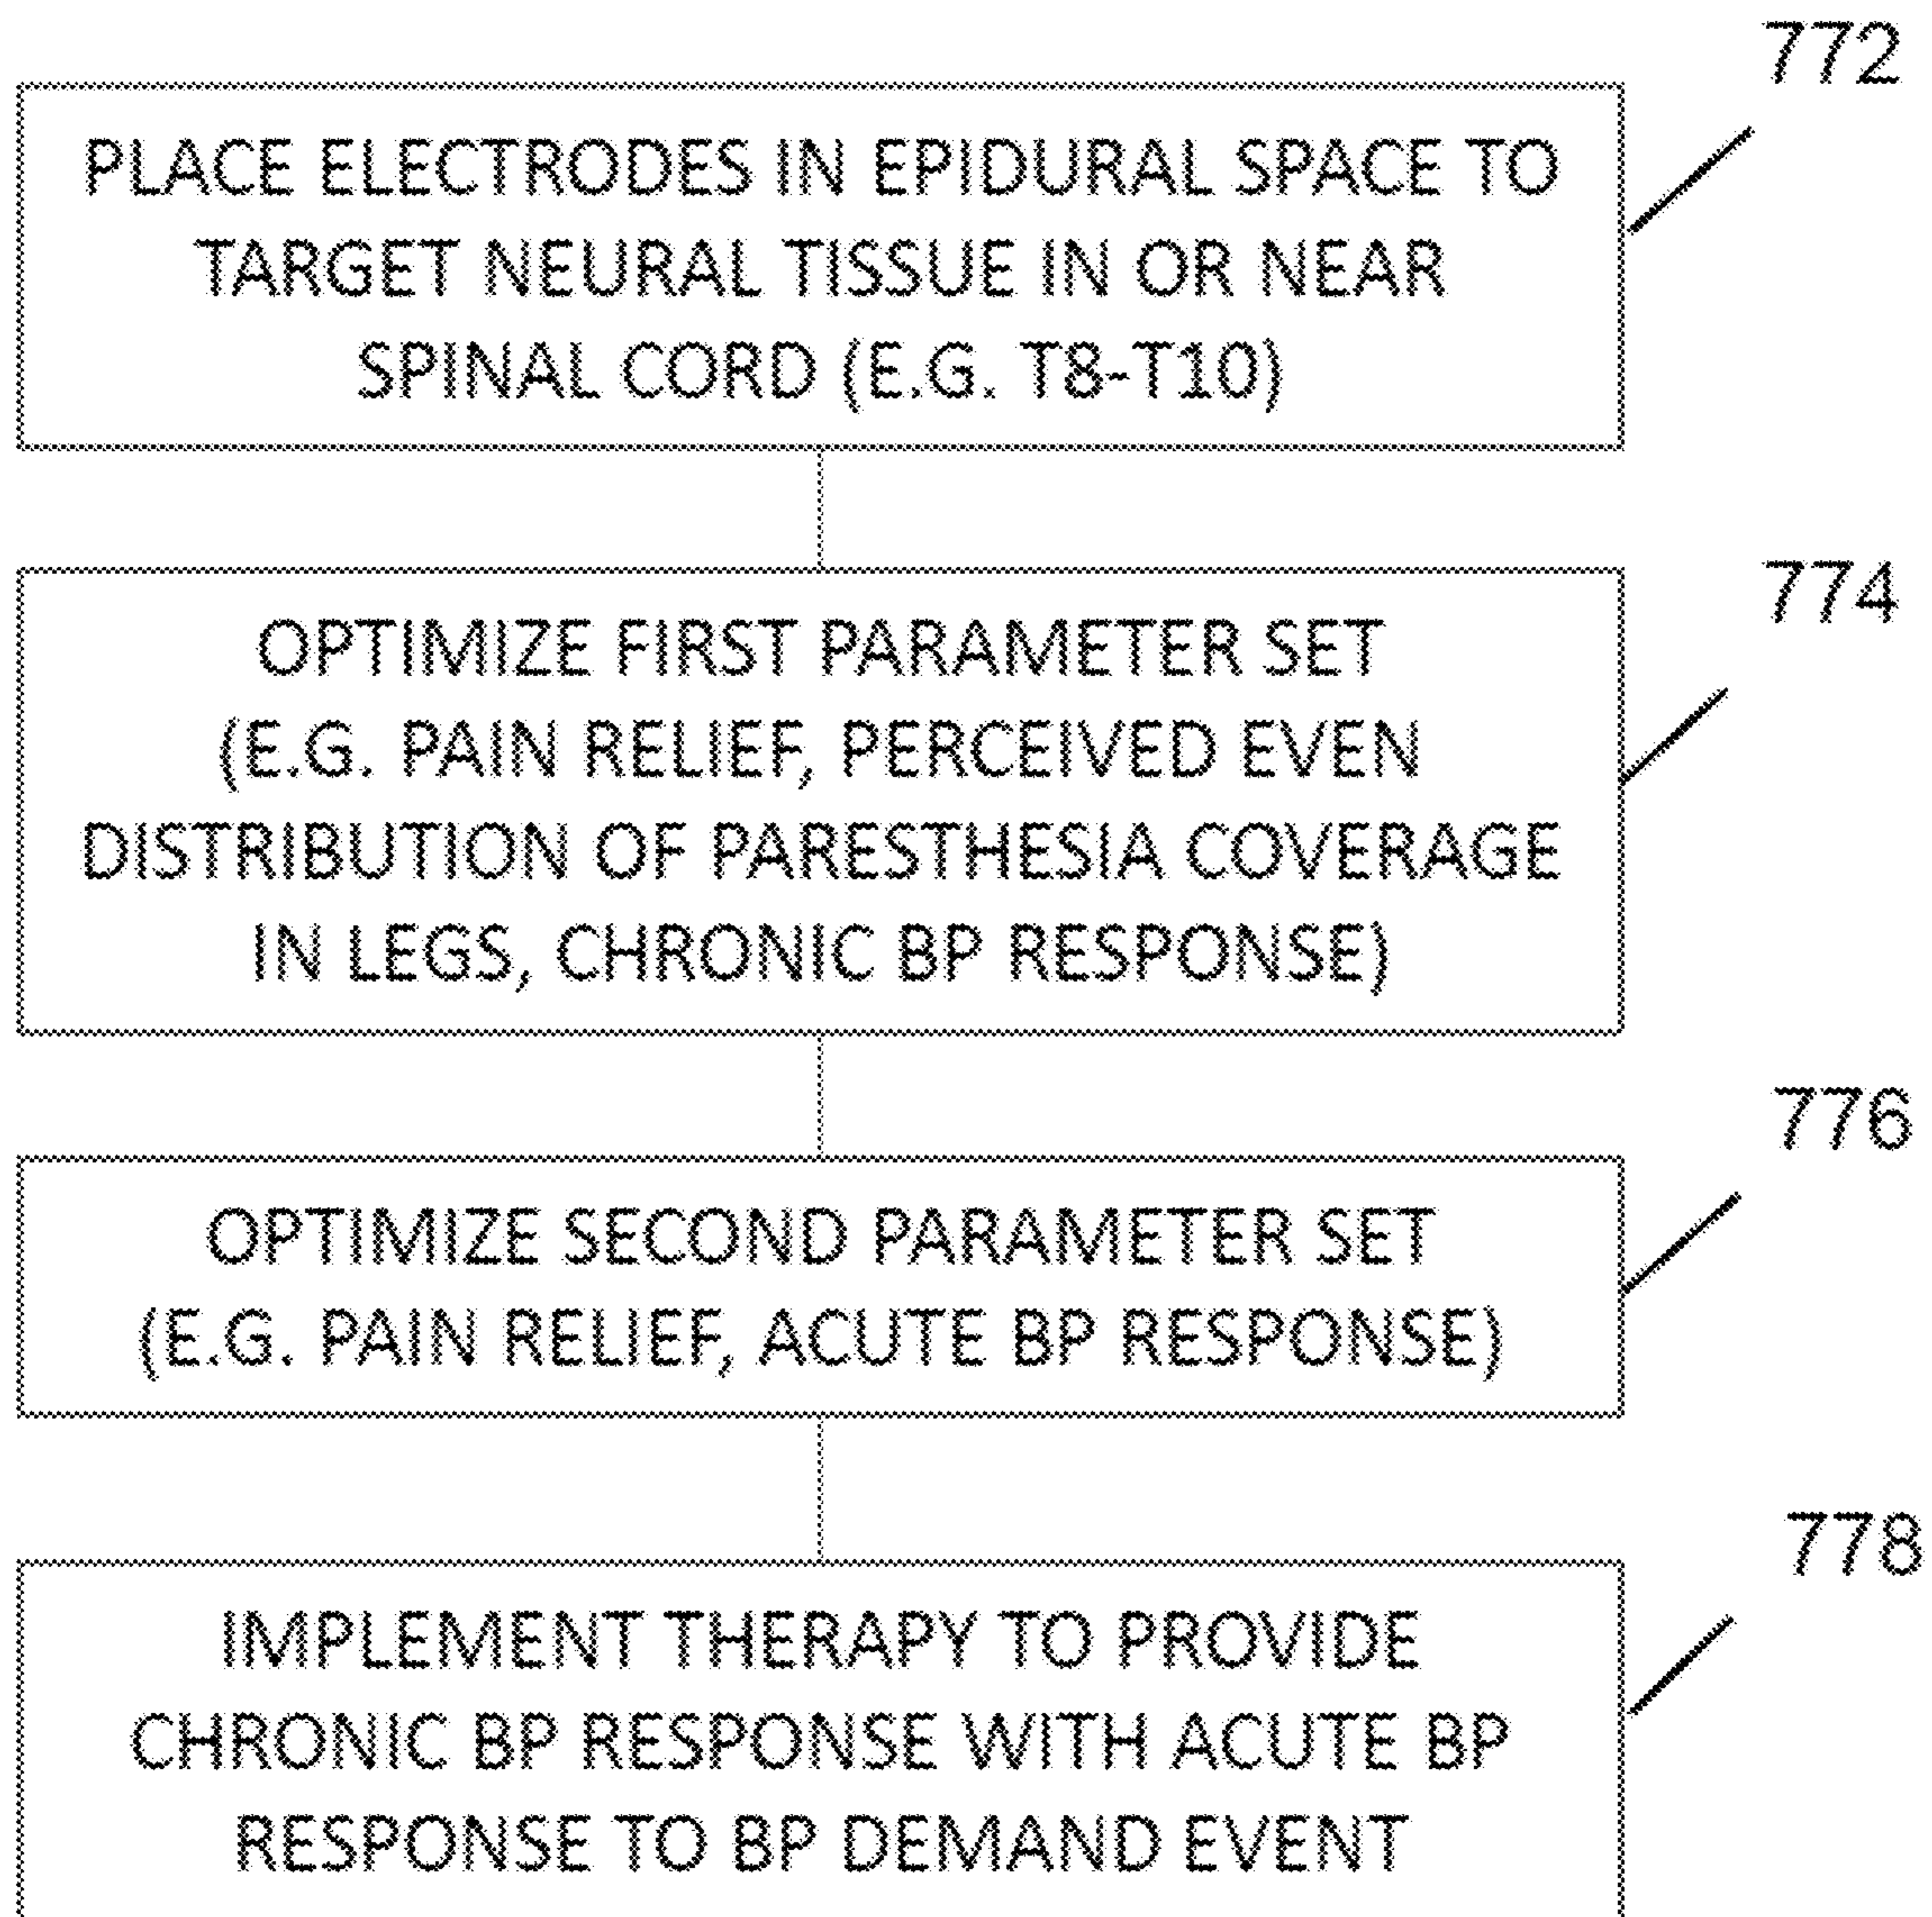 772
PLACE ELECTRODES IN EPIDURAL SPACE TO
TARGET NEURAL TISSUE IN OR NEAR
SPINAL CORD (E.G. T8-T10)
774
OPTIMIZE FIRST PARAMETER SET
(E.G. PAIN RELIEF, PERCEIVED EVEN
DISTRIBUTION OF PARESTHESIA COVERAGE
IN LEGS, CHRONIC BP RESPONSE)
776
OPTIMIZE SECOND PARAMETER SET
(E.G. PAIN RELIEF, ACUTE BP RESPONSE)
778
IMPLEMENT THERAPY TO PROVIDE
CHRONIC BP RESPONSE WITH ACUTE BP
RESPONSE TO BP DEMAND EVENT